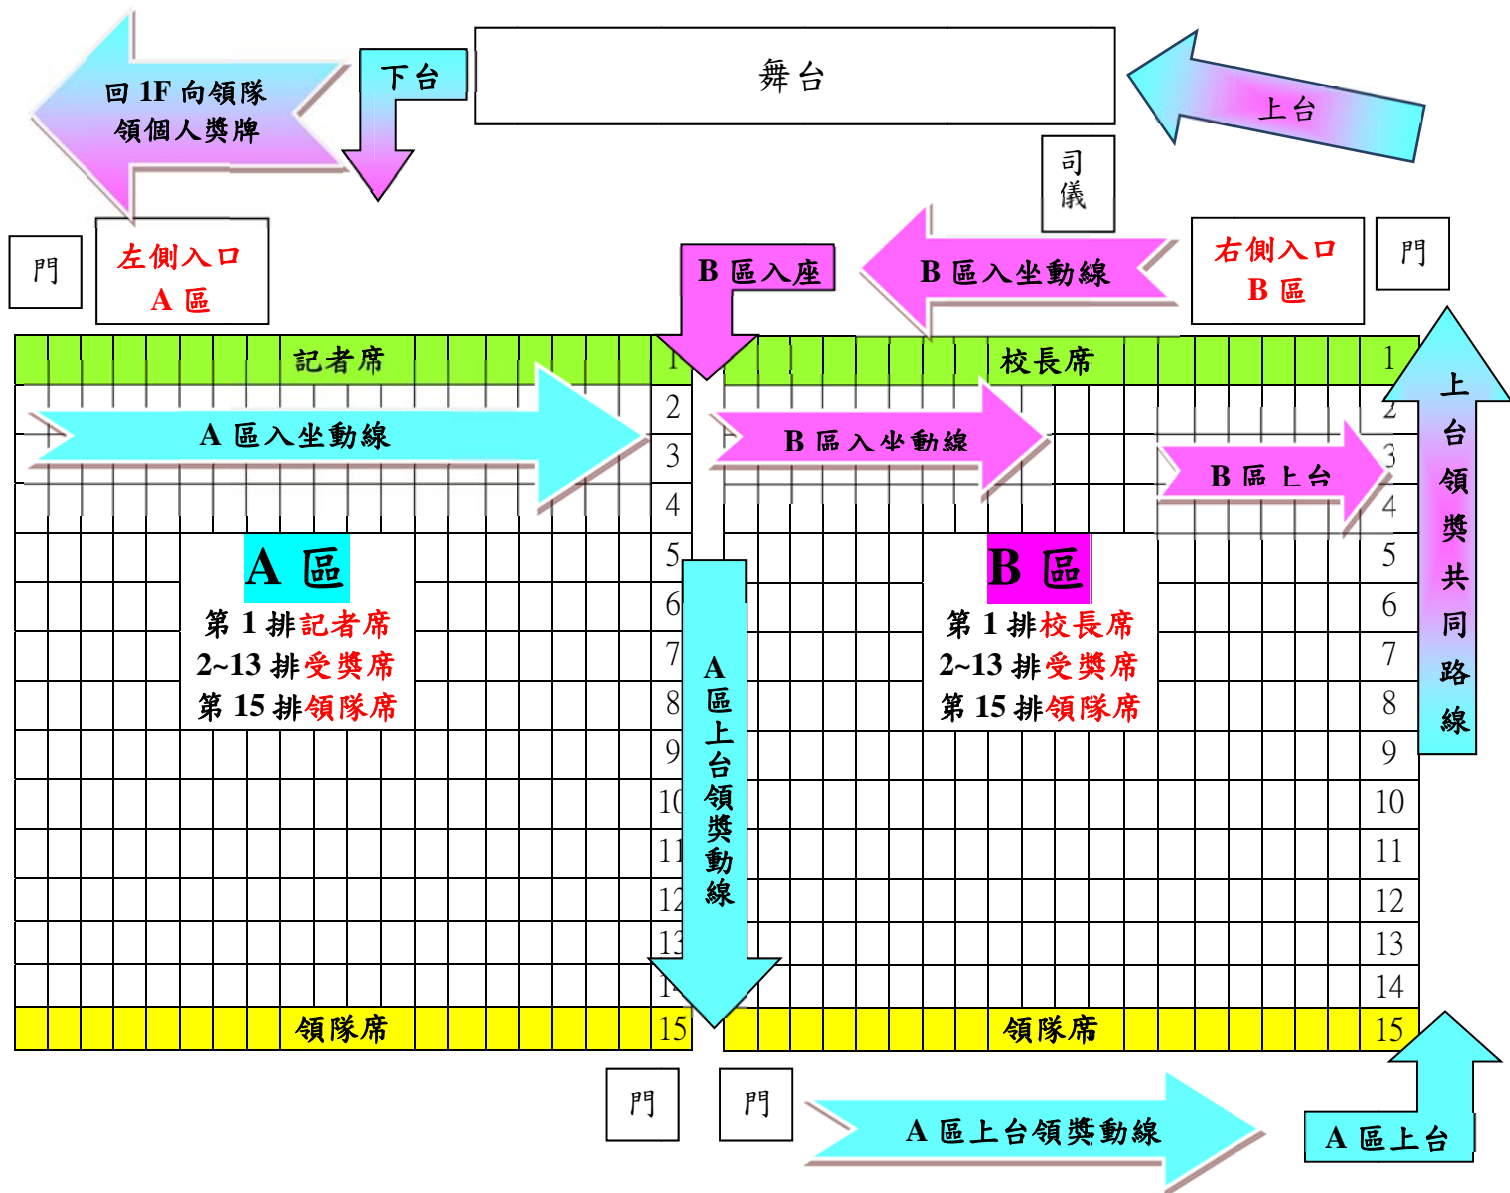 回 1F 向領隊
領個人獎牌
下台
舞台
上台
司
儀
門
左側入口
A 區
B 區入座
B 區入坐動線
右側入口
B 區
門
記者席
1
校長席
1
2
2
A 區入坐動線
B 區入坐動線
3
B 區上台
3
4
4
上
台
領
獎
共
同
路
線
A 區
第 1 排記者席
2~13 排受獎席
第 15 排領隊席
B 區
第 1 排校長席
2~13 排受獎席
第 15 排領隊席
5
6
7
8
9
10
11
12
13
14
A
區
上
台
領
獎
動
線
5
6
7
8
9
10
11
12
13
14
領隊席
15
領隊席
15
門
門
A 區上台領獎動線
A 區上台